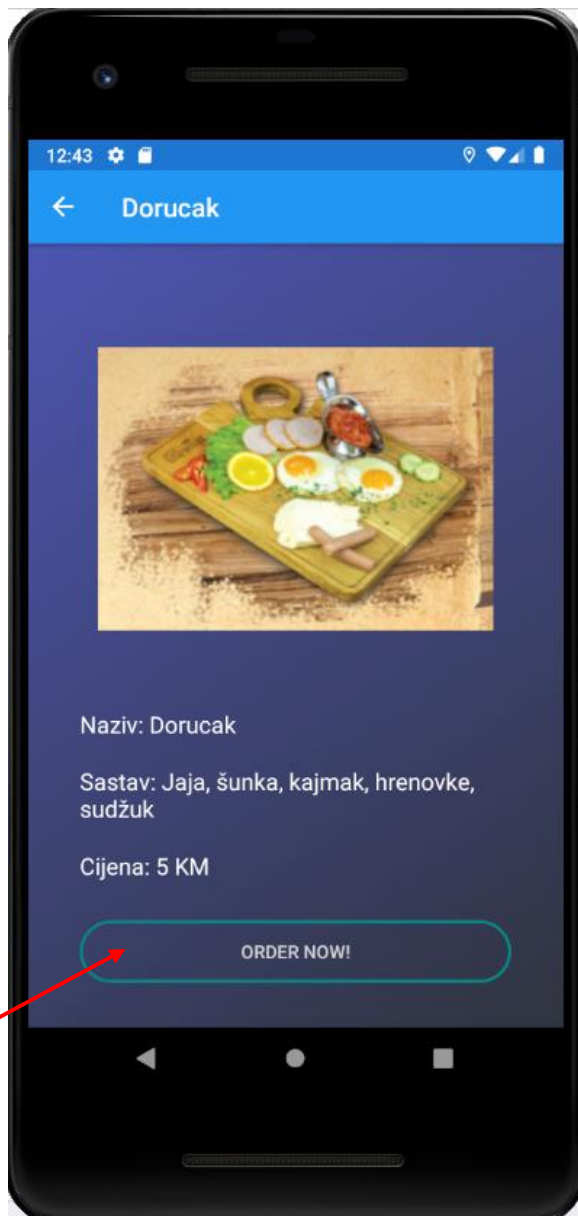 12:43
Dorucak
Naziv: Dorucak
Sastav: Jaja, šunka, kajmak, hrenovke,
sudžuk
Cijena: 5 KM
ORDER NOW!